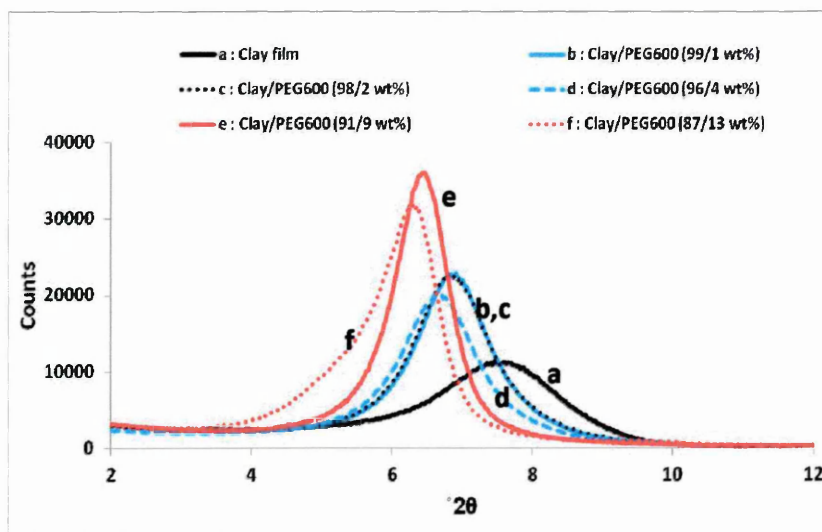 a : Clay film b : Clay/PEG600 (99/1 wt%)
c : Clay/PEG600 (98/2 wt%) d : Clay/PEG600 (96/4 wt%)
e : Clay/PEG600 (91/9 wt%) f : Clay/PEG600 (87/13 wt%)
40000
30000
20000
10000
0
Counts
e
b,c
f
a
d
2 4 6 8 10 12
°2θ